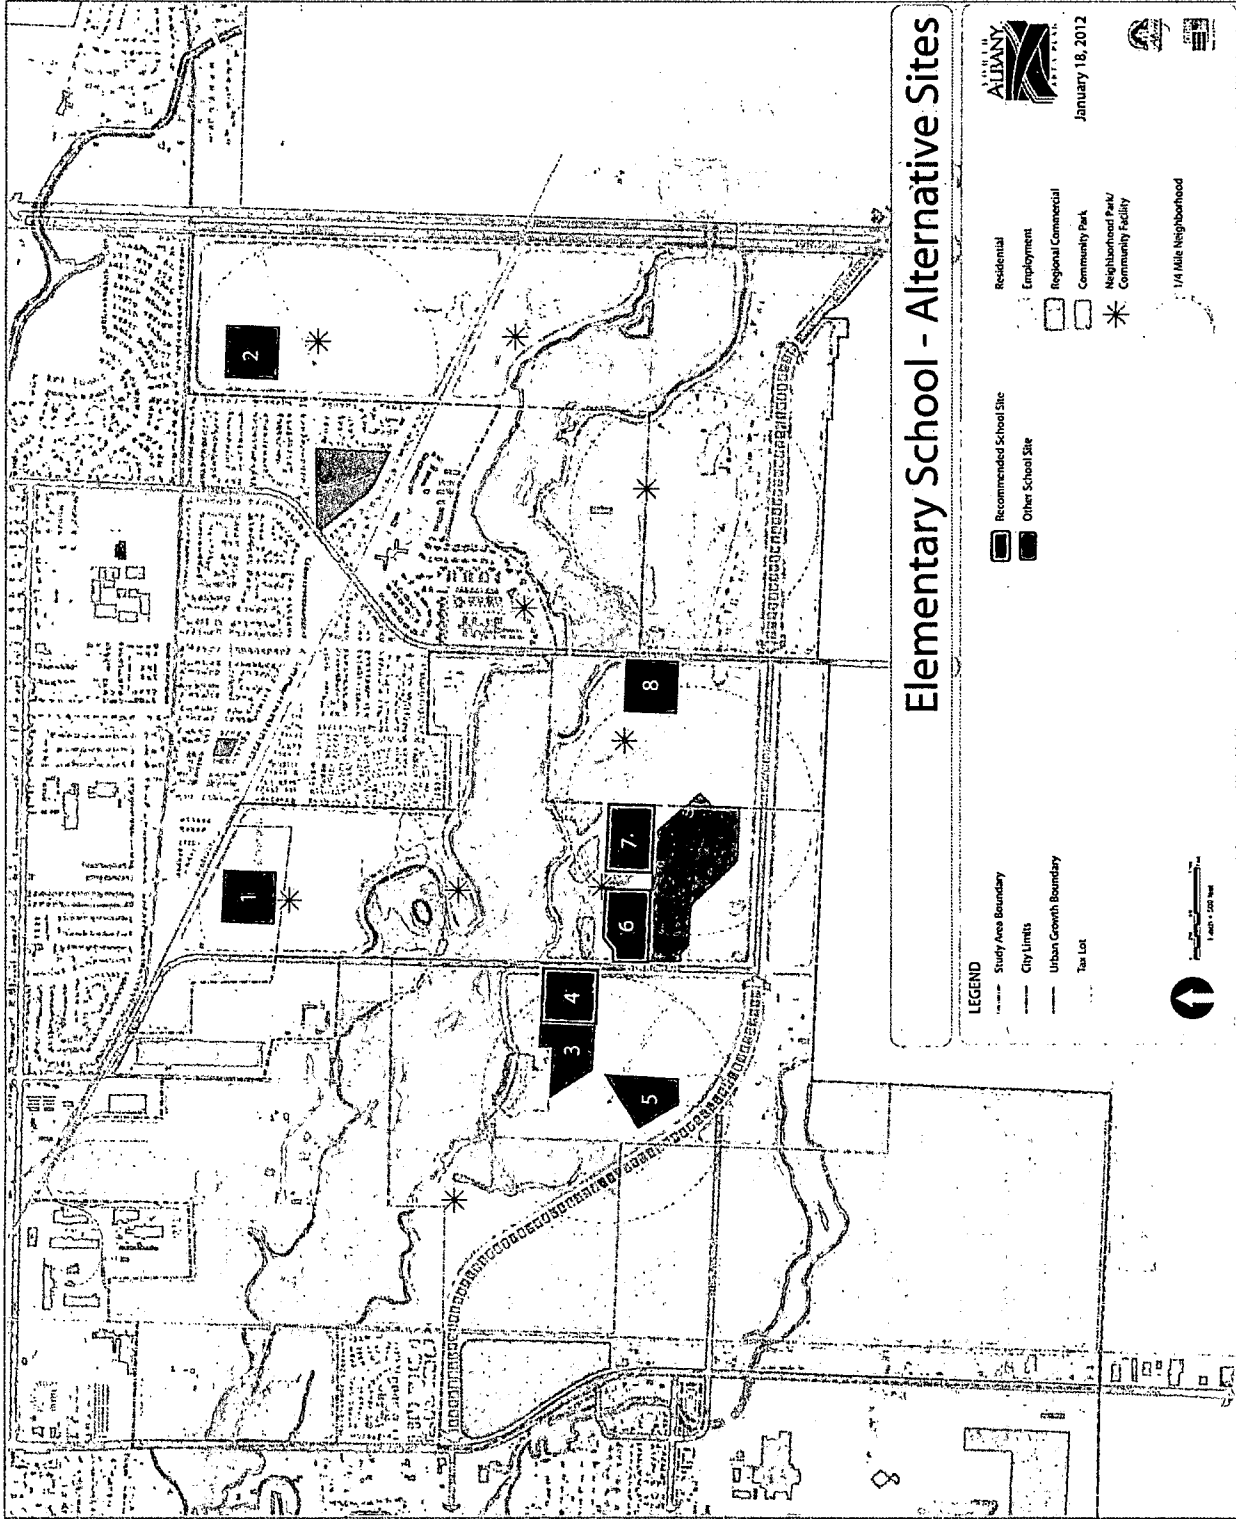 2
1
8
7
6
4
3
5
Elementary School - Alternative Sites
LEGEND
Study Area Boundary
City Limits
Urban Growth Boundary
Tax Lot
Recommended School Site
Other School Site
Residential
Employment
Regional Commercial
Community Park
Neighborhood Park/
Community Facility
1/4 Mile Neighborhood
ALBANY
AREA PLAN
January 18, 2012